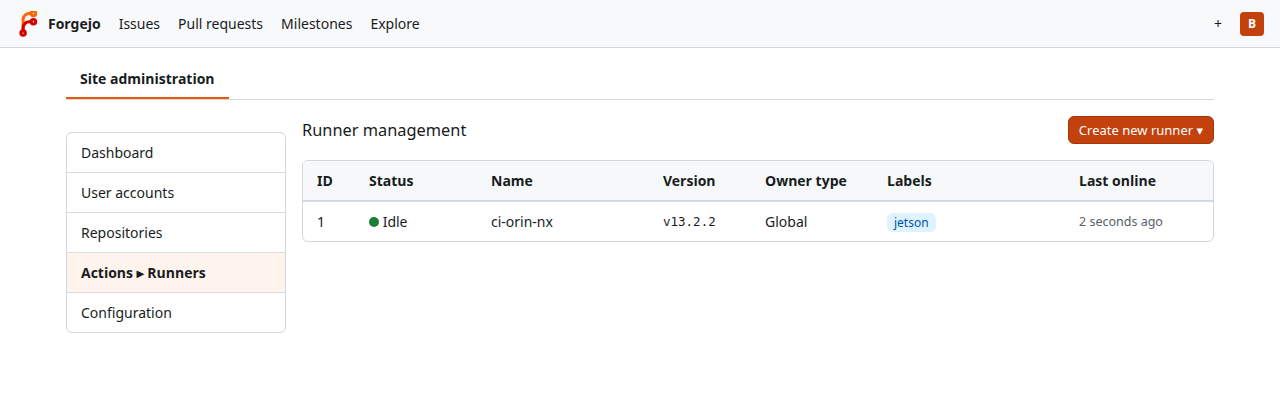 Forgejo Issues Pull requests Milestones Explore + B
Site administration
Runner management Create new runner ▾
Dashboard
User accounts
Repositories
Actions ▸ Runners
Configuration
ID Status Name Version Owner type Labels Last online
1 Idle ci-orin-nx v13.2.2 Global jetson 2 seconds ago